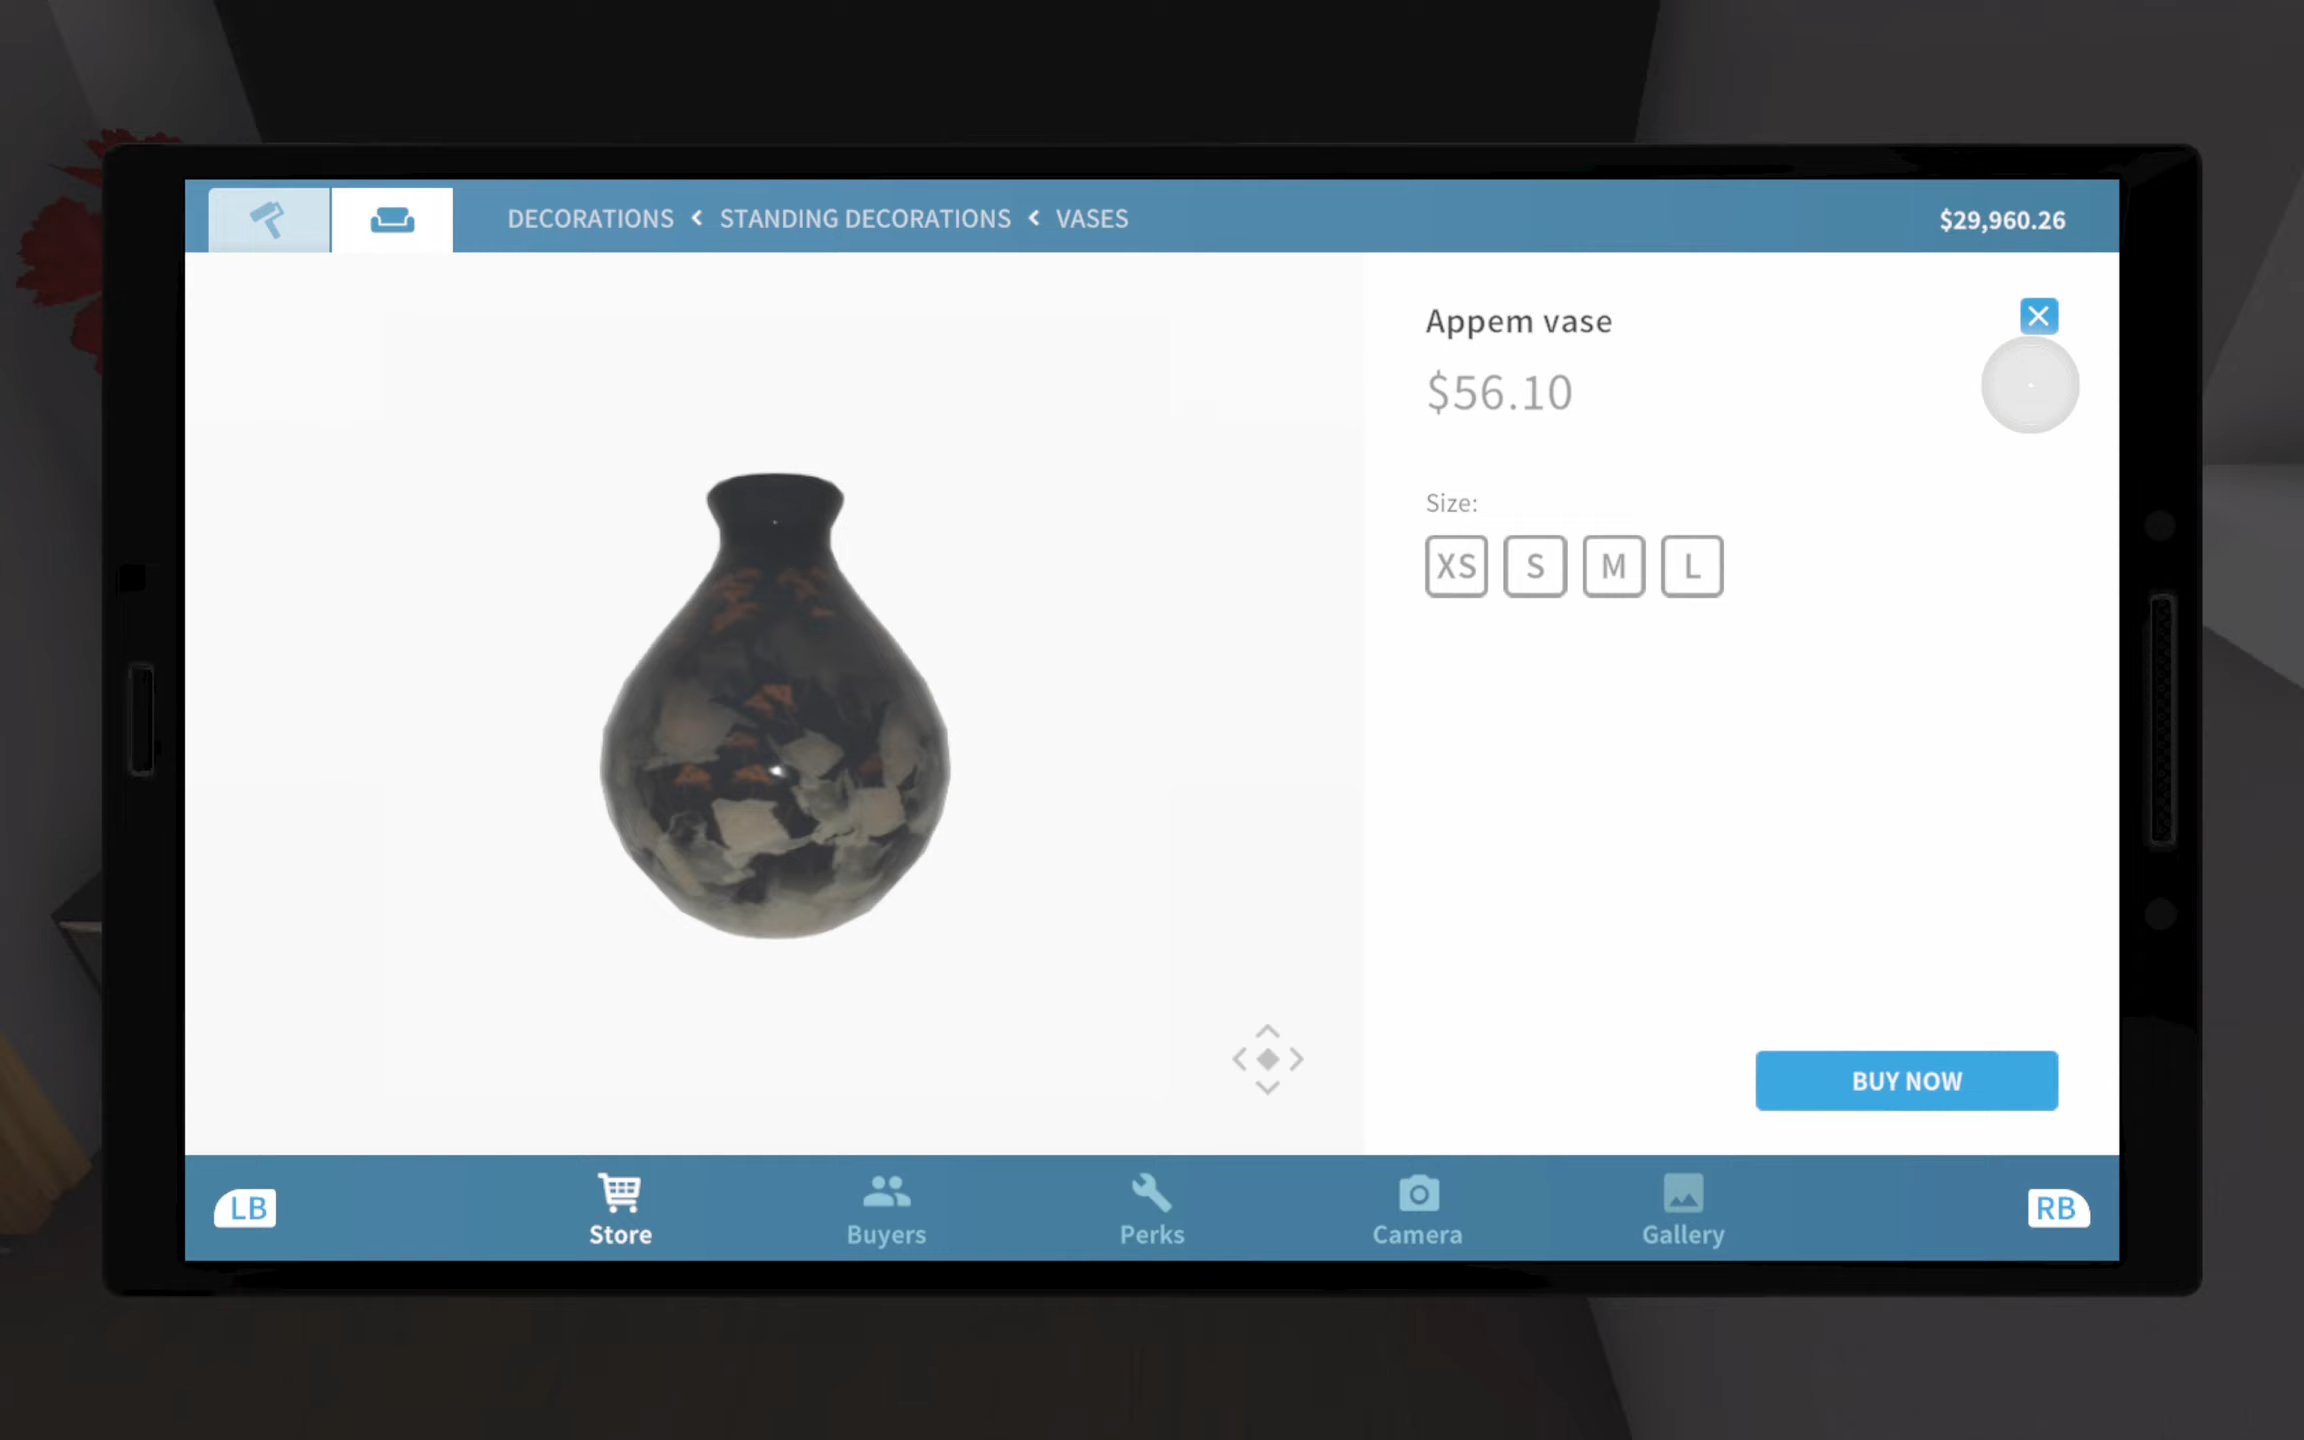 DECORATIONS < STANDING DECORATIONS < VASES
$29,960.26
Appem vase
$56.10
Size:
XS S M L
BUY NOW
LB
Store
Buyers
Perks
Camera
Gallery
RB